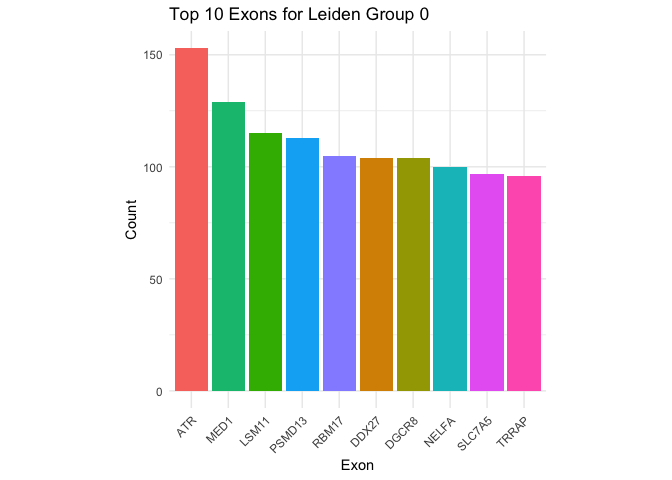 Top 10 Exons for Leiden Group 0
150
100
50
0
Count
ATR
MED1
LSM11
PSMD13
RBM17
DDX27
DGCR8
NELFA
SLC7A5
TRRAP
Exon